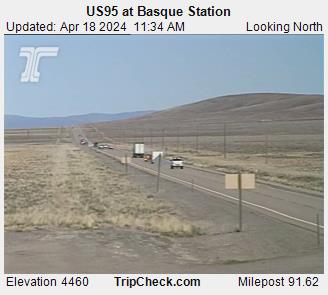 US95 at Basque Station
Updated: Apr 18 2024 11:34 AM Looking North
Elevation 4460 TripCheck.com Milepost 91.62